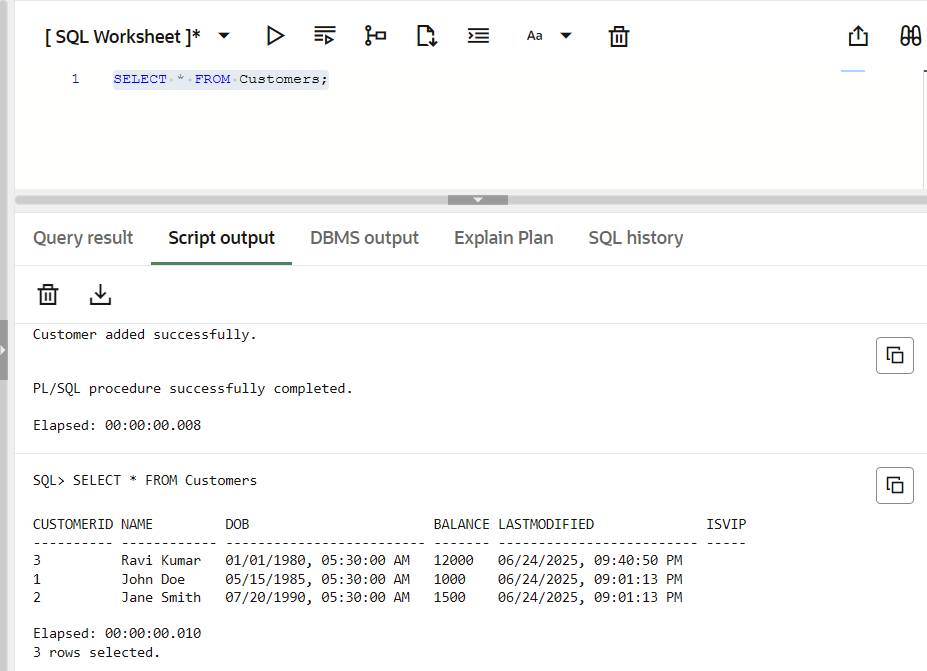 [ SQL Worksheet ]*
Aa
1 SELECT * FROM Customers;
Query result Script output DBMS output Explain Plan SQL history
Customer added successfully.
PL/SQL procedure successfully completed.
Elapsed: 00:00:00.008
SQL> SELECT * FROM Customers
CUSTOMERID NAME DOB BALANCE LASTMODIFIED ISVIP
---------- ------------ ------------------------- ------- ------------------------- -----
3 Ravi Kumar 01/01/1980, 05:30:00 AM 12000 06/24/2025, 09:40:50 PM
1 John Doe 05/15/1985, 05:30:00 AM 1000 06/24/2025, 09:01:13 PM
2 Jane Smith 07/20/1990, 05:30:00 AM 1500 06/24/2025, 09:01:13 PM
Elapsed: 00:00:00.010
3 rows selected.